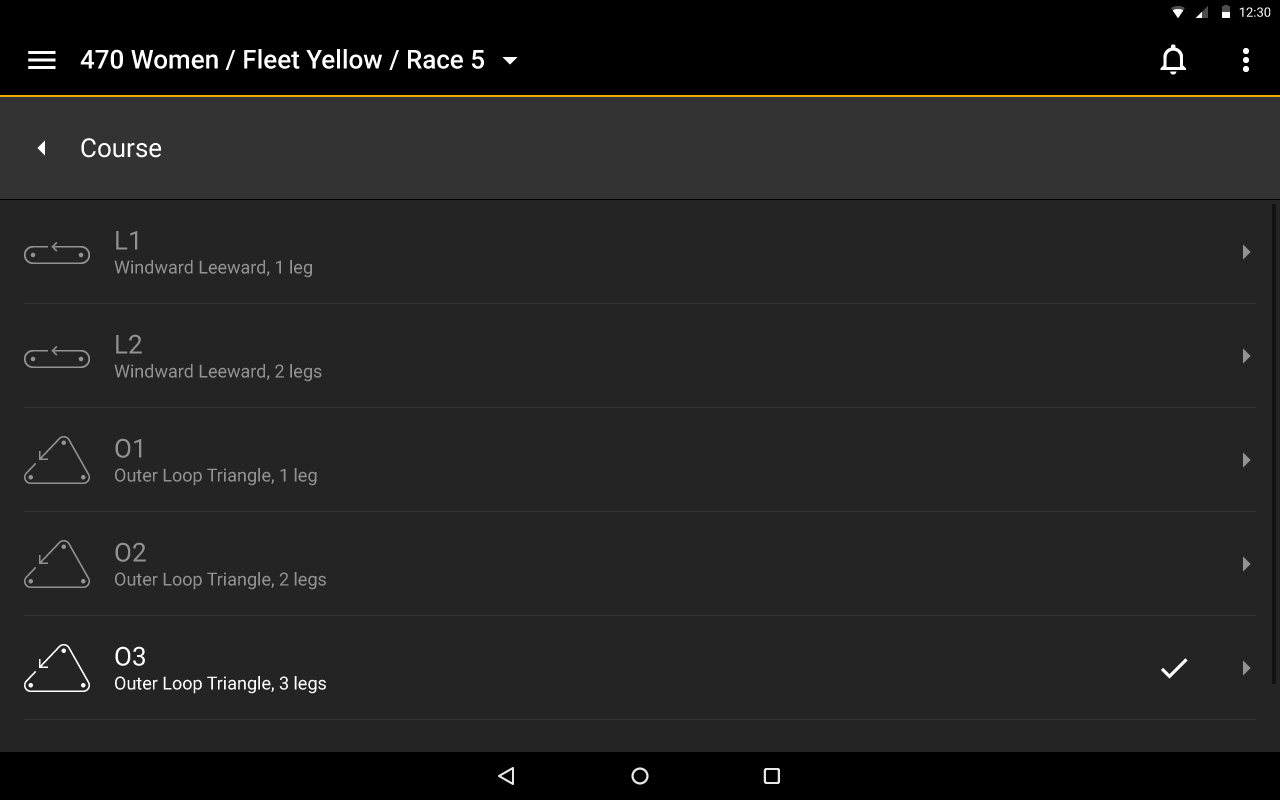 12:30
470 Women / Fleet Yellow / Race 5
Course
L1
Windward Leeward, 1 leg
L2
Windward Leeward, 2 legs
O1
Outer Loop Triangle, 1 leg
O2
Outer Loop Triangle, 2 legs
O3
Outer Loop Triangle, 3 legs